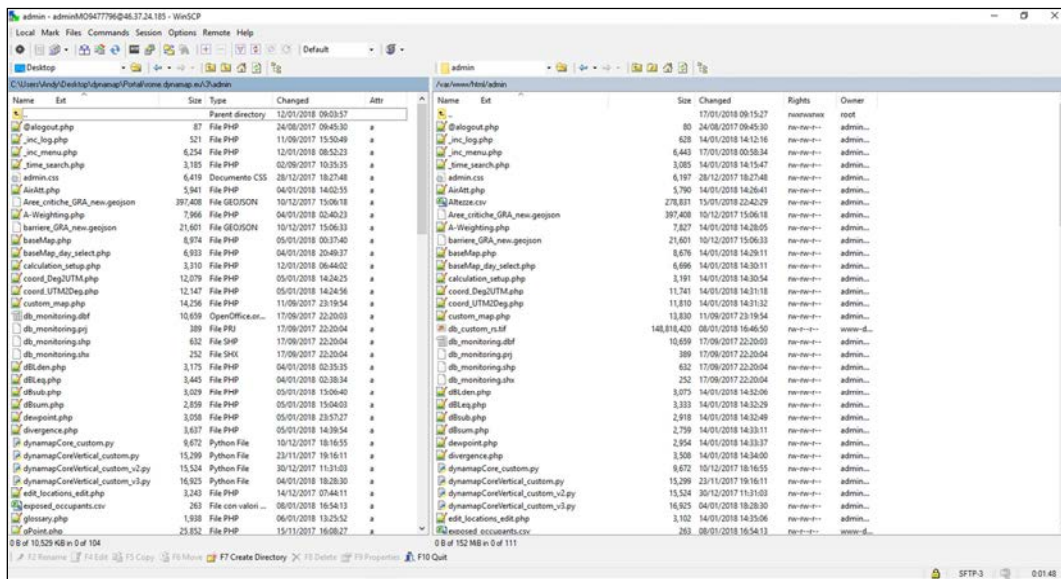 admin - adminMO9477796@46.37.24.185 - WinSCP
Local Mark Files Commands Session Options Remote Help
Default
Desktop
admin
C:\Users\Andy\Desktop\dynamap\Portal\rome.dynamap.eu\3\admin
/var/www/html/admin
Name Ext Size Type Changed Attr
Name Ext Size Changed Rights Owner
.. Parent directory 12/01/2018 09:03:57
.. 17/01/2018 09:15:27 rwxrwxrwx root
@alogout.php 87 File PHP 24/08/2017 09:45:30 a
@alogout.php 80 24/08/2017 09:45:30 rw-rw-r-- admin...
_inc_log.php 521 File PHP 11/09/2017 15:50:49 a
_inc_log.php 628 14/01/2018 14:12:16 rw-rw-r-- admin...
_inc_menu.php 6,254 File PHP 12/01/2018 08:52:23 a
_inc_menu.php 6,443 17/01/2018 00:58:34 rw-rw-r-- admin...
_time_search.php 3,185 File PHP 02/09/2017 10:35:35 a
_time_search.php 3,085 14/01/2018 14:15:47 rw-rw-r-- admin...
admin.css 6,419 Documento CSS 28/12/2017 18:27:48 a
admin.css 6,197 28/12/2017 18:27:48 rw-rw-r-- admin...
AirAtt.php 5,941 File PHP 04/01/2018 14:02:55 a
AirAtt.php 5,790 14/01/2018 14:26:41 rw-rw-r-- admin...
Aree_critiche_GRA_new.geojson 397,408 File GEOJSON 10/12/2017 15:06:18 a
Altezze.csv 278,831 15/01/2018 22:42:29 rw-rw-r-- admin...
A-Weighting.php 7,966 File PHP 04/01/2018 02:40:23 a
Aree_critiche_GRA_new.geojson 397,408 10/12/2017 15:06:18 rw-rw-r-- admin...
barriere_GRA_new.geojson 21,601 File GEOJSON 10/12/2017 15:06:33 a
A-Weighting.php 7,827 14/01/2018 14:28:05 rw-rw-r-- admin...
baseMap.php 8,974 File PHP 05/01/2018 00:37:40 a
barriere_GRA_new.geojson 21,601 10/12/2017 15:06:33 rw-rw-r-- admin...
baseMap_day_select.php 6,933 File PHP 04/01/2018 20:49:37 a
baseMap.php 8,676 14/01/2018 14:29:11 rw-rw-r-- admin...
calculation_setup.php 3,310 File PHP 12/01/2018 06:44:02 a
baseMap_day_select.php 6,696 14/01/2018 14:30:11 rw-rw-r-- admin...
coord_Deg2UTM.php 12,079 File PHP 05/01/2018 14:24:25 a
calculation_setup.php 3,191 14/01/2018 14:30:54 rw-rw-r-- admin...
coord_UTM2Deg.php 12,147 File PHP 05/01/2018 14:24:56 a
coord_Deg2UTM.php 11,741 14/01/2018 14:31:18 rw-rw-r-- admin...
custom_map.php 14,256 File PHP 11/09/2017 23:19:54 a
coord_UTM2Deg.php 11,810 14/01/2018 14:31:32 rw-rw-r-- admin...
db_monitoring.dbf 10,659 OpenOffice.or... 17/09/2017 22:20:03 a
custom_map.php 13,830 11/09/2017 23:19:54 rw-rw-r-- admin...
db_monitoring.prj 389 File PRJ 17/09/2017 22:20:04 a
db_custom_rs.tif 148,818,420 08/01/2018 16:46:50 rw-r--r-- www-d...
db_monitoring.shp 632 File SHP 17/09/2017 22:20:04 a
db_monitoring.dbf 10,659 17/09/2017 22:20:03 rw-rw-r-- admin...
db_monitoring.shx 252 File SHX 17/09/2017 22:20:04 a
db_monitoring.prj 389 17/09/2017 22:20:04 rw-rw-r-- admin...
dBLden.php 3,175 File PHP 04/01/2018 02:35:35 a
db_monitoring.shp 632 17/09/2017 22:20:04 rw-rw-r-- admin...
dBLeq.php 3,445 File PHP 04/01/2018 02:38:34 a
db_monitoring.shx 252 17/09/2017 22:20:04 rw-rw-r-- admin...
dBsub.php 3,029 File PHP 05/01/2018 15:06:40 a
dBLden.php 3,075 14/01/2018 14:32:06 rw-rw-r-- admin...
dBsum.php 2,859 File PHP 05/01/2018 15:04:03 a
dBLeq.php 3,333 14/01/2018 14:32:29 rw-rw-r-- admin...
dewpoint.php 3,058 File PHP 05/01/2018 23:57:27 a
dBsub.php 2,918 14/01/2018 14:32:49 rw-rw-r-- admin...
divergence.php 3,637 File PHP 05/01/2018 14:39:54 a
dBsum.php 2,759 14/01/2018 14:33:11 rw-rw-r-- admin...
dynamapCore_custom.py 9,672 Python File 10/12/2017 18:16:55 a
dewpoint.php 2,954 14/01/2018 14:33:37 rw-rw-r-- admin...
dynamapCoreVertical_custom.py 15,299 Python File 23/11/2017 19:16:11 a
divergence.php 3,508 14/01/2018 14:34:00 rw-rw-r-- admin...
dynamapCoreVertical_custom_v2.py 15,524 Python File 30/12/2017 11:31:03 a
dynamapCore_custom.py 9,672 10/12/2017 18:16:55 rw-rw-r-- admin...
dynamapCoreVertical_custom_v3.py 16,925 Python File 04/01/2018 18:28:30 a
dynamapCoreVertical_custom.py 15,299 23/11/2017 19:16:11 rw-rw-r-- admin...
edit_locations_edit.php 3,243 File PHP 14/12/2017 07:44:11 a
dynamapCoreVertical_custom_v2.py 15,524 30/12/2017 11:31:03 rw-rw-r-- admin...
exposed_occupants.csv 263 File con valori ... 08/01/2018 16:54:13 a
dynamapCoreVertical_custom_v3.py 16,925 04/01/2018 18:28:30 rw-rw-r-- admin...
glossary.php 1,938 File PHP 06/01/2018 13:25:52 a
edit_locations_edit.php 3,102 14/01/2018 14:35:06 rw-rw-r-- admin...
gPoint.php 25,852 File PHP 15/11/2017 16:08:27 a
exposed_occupants.csv 263 08/01/2018 16:54:13 rw-r--r-- www-d...
0 B of 10,529 KiB in 0 of 104
0 B of 152 MiB in 0 of 111
F2 Rename F4 Edit F5 Copy F6 Move F7 Create Directory F8 Delete F9 Properties F10 Quit
SFTP-3 0:01:48